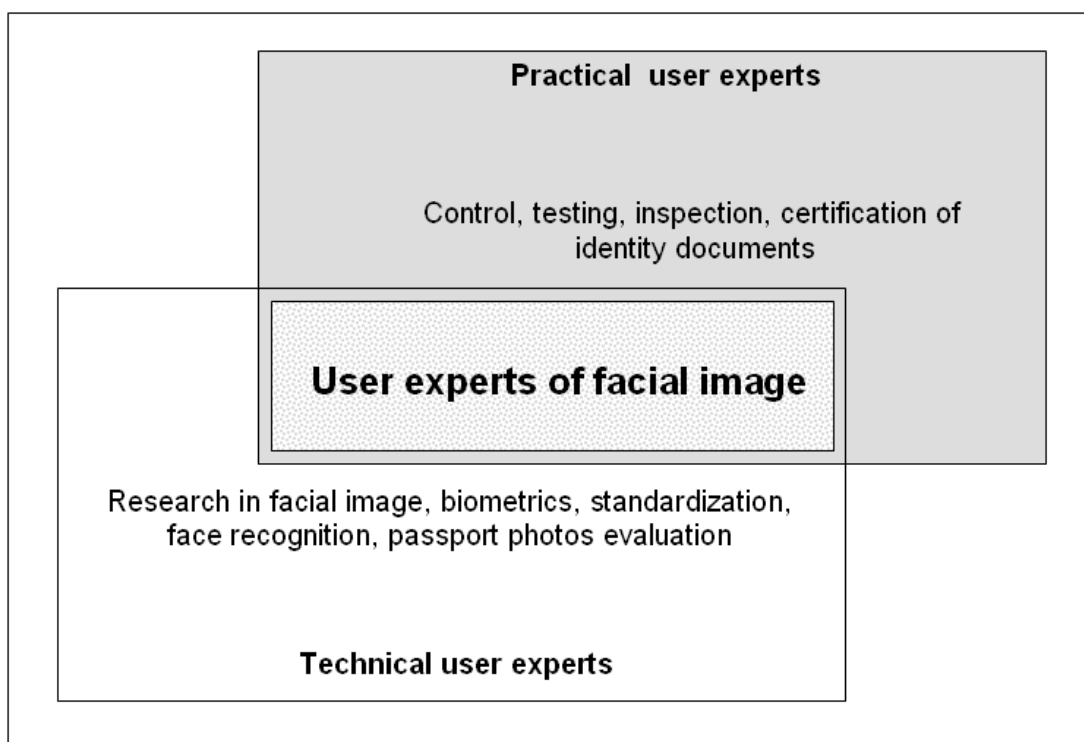 Practical  user experts
Control, testing, inspection, certification of
identity documents
User experts of facial image
Research in facial image, biometrics, standardization,
face recognition, passport photos evaluation
Technical user experts